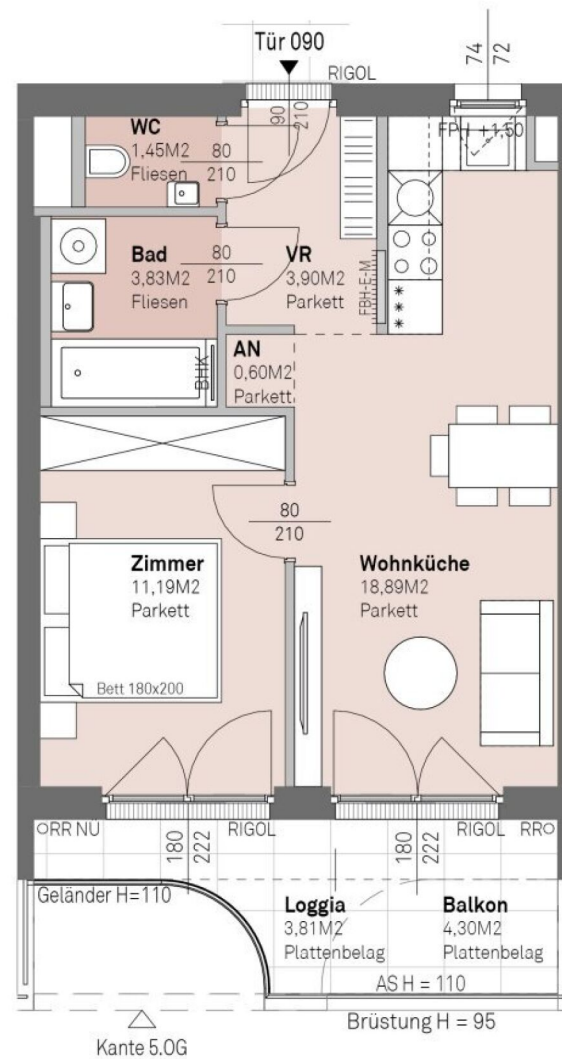 Tür 090
74
72
RIGOL
90
210
FPH +1,50
WC
1,45M2
Fliesen
80
210
Bad
3,83M2
Fliesen
80
210
VR
3,90M2
Parkett
FBH-E-M
BHK
AN
0,60M2
Parkett
80
210
Zimmer
11,19M2
Parkett
Wohnküche
18,89M2
Parkett
Bett 180x200
RR NU
180
222
RIGOL
180
222
RIGOL
RR
Geländer H=110
Loggia
3,81M2
Plattenbelag
Balkon
4,30M2
Plattenbelag
AS H = 110
Brüstung H = 95
Kante 5.OG